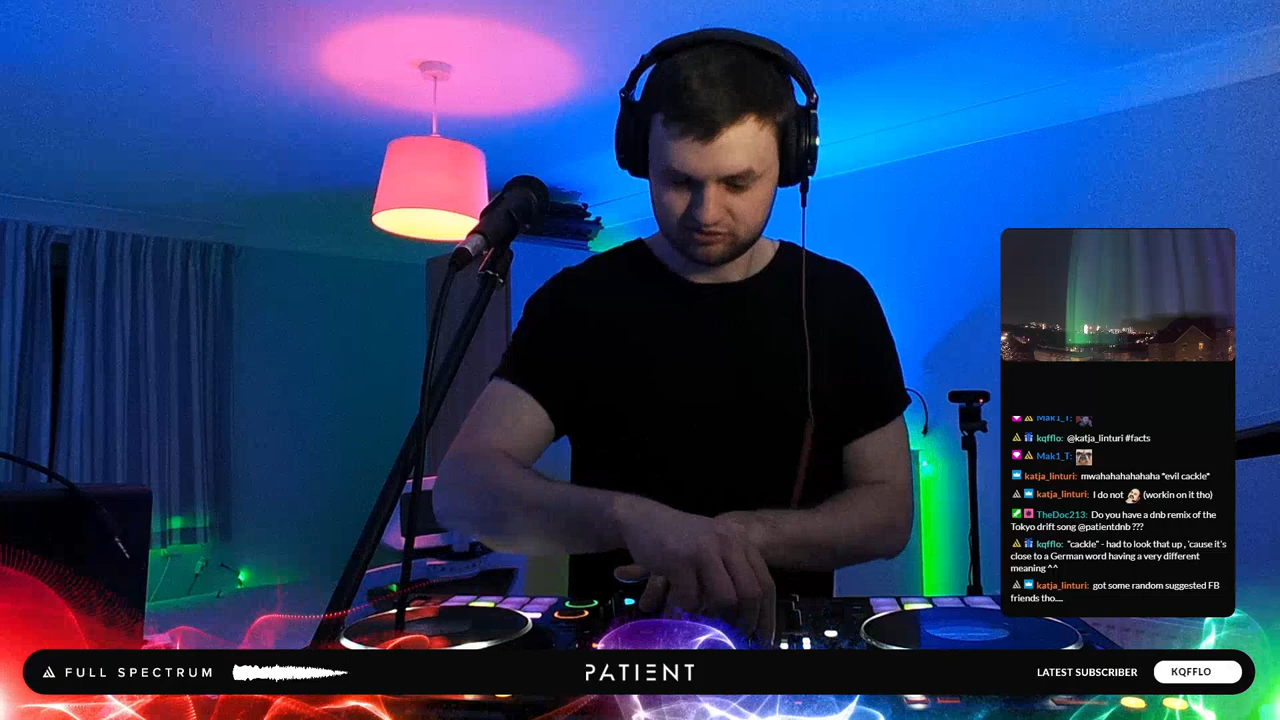 Mak1_T:
kqfflo: @katja_linturi #facts
Mak1_T:
katja_linturi: mwahahahahahaha *evil cackle*
katja_linturi: I do not (workin on it tho)
TheDoc213: Do you have a dnb remix of the
Tokyo drift song @patientdnb ???
kqfflo: "cackle" - had to look that up , 'cause it's
close to a German word having a very different
meaning ^^
katja_linturi: got some random suggested FB
friends tho....
FULL SPECTRUM
PATIENT
LATEST SUBSCRIBER
KQFFLO